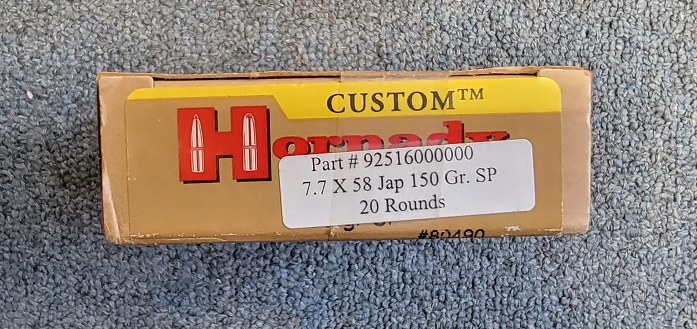 CUSTOM™
Hornady
Part # 92516000000
7.7 X 58 Jap 150 Gr. SP
20 Rounds
#80490